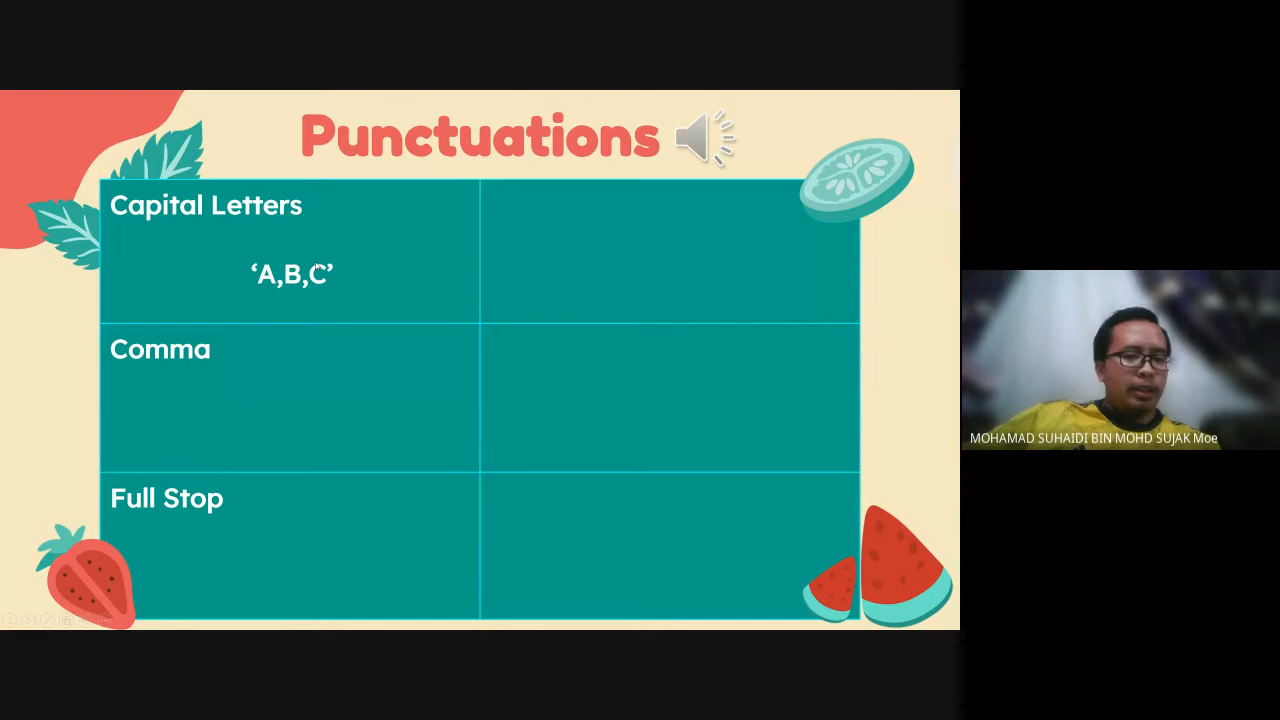 Punctuations
Capital Letters
‘A,B,C’
Comma
Full Stop
MOHAMAD SUHAIDI BIN MOHD SUJAK Moe